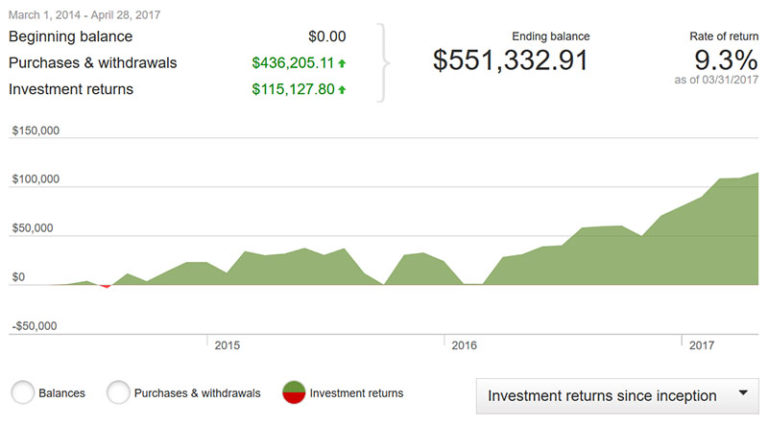 March 1, 2014 - April 28, 2017
Beginning balance $0.00
Purchases & withdrawals $436,205.11
Investment returns $115,127.80
Ending balance
$551,332.91
Rate of return
9.3%
as of 03/31/2017
$150,000
$100,000
$50,000
$0
-$50,000
2015 2016 2017
Balances Purchases & withdrawals Investment returns Investment returns since inception